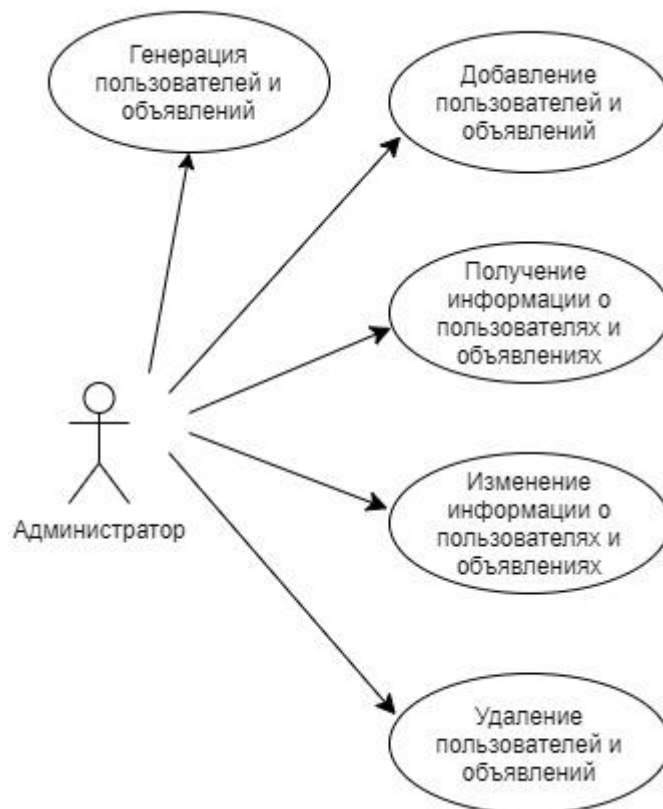 Генерация
пользователей и
объявлений
Добавление
пользователей и
объявлений
Получение
информации о
пользователях и
объявлениях
Администратор
Изменение
информации о
пользователях и
объявлениях
Удаление
пользователей и
объявлений